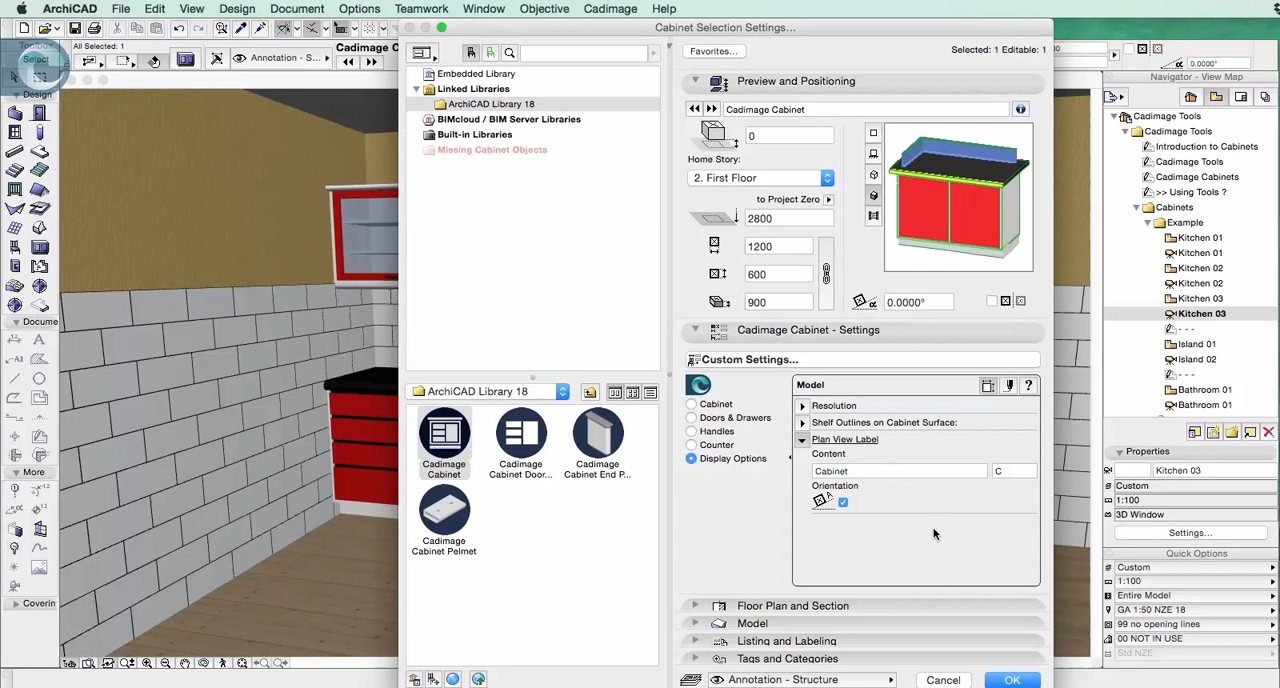 ArchiCAD File Edit View Design Document Options Teamwork Window Objective Cadimage Help
Cabinet Selection Settings...
All Selected: 1
Select
Annotation - S...
Cadimage Cabinet
Design
Docume
More
Coverin
Embedded Library
Linked Libraries
ArchiCAD Library 18
BIMcloud / BIM Server Libraries
Built-in Libraries
Missing Cabinet Objects
ArchiCAD Library 18
Cadimage
Cabinet
Cadimage
Cabinet Door...
Cadimage
Cabinet End P...
Cadimage
Cabinet Pelmet
Favorites...
Selected: 1 Editable: 1
Preview and Positioning
Cadimage Cabinet
0
Home Story:
2. First Floor
to Project Zero
2800
1200
600
900
0.0000°
Cadimage Cabinet - Settings
Custom Settings...
Cabinet
Doors & Drawers
Handles
Counter
Display Options
Model
Resolution
Shelf Outlines on Cabinet Surface:
Plan View Label
Content
Cabinet C
Orientation
Floor Plan and Section
Model
Listing and Labeling
Tags and Categories
Annotation - Structure
Cancel
OK
0.0000°
Navigator - View Map
Cadimage Tools
Cadimage Tools
Introduction to Cabinets
Cadimage Tools
Cadimage Cabinets
>> Using Tools ?
Cabinets
Example
Kitchen 01
Kitchen 01
Kitchen 02
Kitchen 02
Kitchen 03
Kitchen 03
- - -
Island 01
Island 02
- - -
Bathroom 01
Bathroom 01
Properties
Kitchen 03
Custom
1:100
3D Window
Settings...
Quick Options
Custom
1:100
Entire Model
GA 1:50 NZE 18
99 no opening lines
00 NOT IN USE
Std NZE